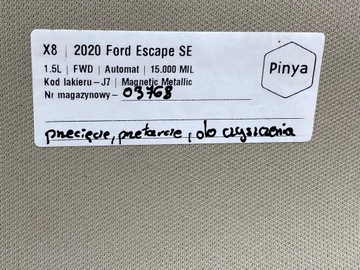 X8 | 2020 Ford Escape SE
1.5L | FWD | Automat | 15.000 MIL
Kod lakieru – J7 | Magnetic Metallic
Nr magazynowy – 03768
Pinya
przecięcie, przetarcie, do czyszczenia